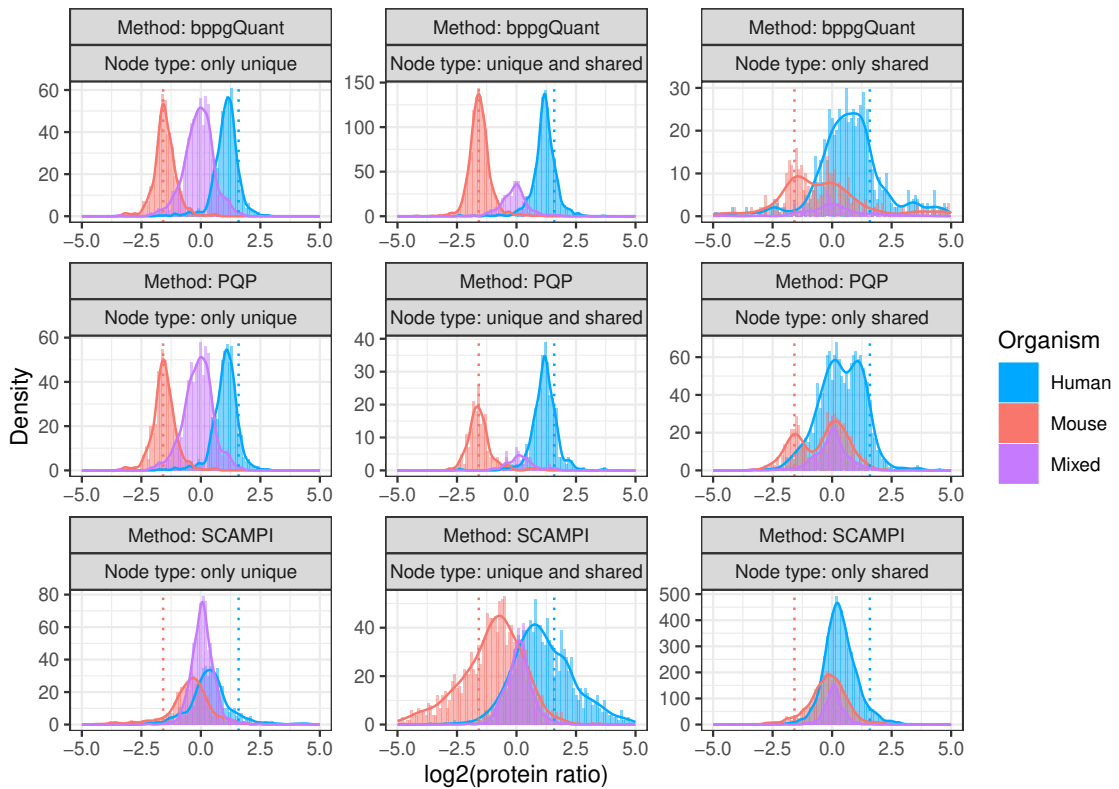 Method: bppgQuant
Method: bppgQuant
Method: bppgQuant
Node type: only unique
Node type: unique and shared
Node type: only shared
60
40
20
0
−5.0 −2.5 0.0 2.5 5.0
150
100
50
0
−5.0 −2.5 0.0 2.5 5.0
30
20
10
0
−5.0 −2.5 0.0 2.5 5.0
Method: PQP
Method: PQP
Method: PQP
Node type: only unique
Node type: unique and shared
Node type: only shared
60
40
20
0
−5.0 −2.5 0.0 2.5 5.0
40
30
20
10
0
−5.0 −2.5 0.0 2.5 5.0
60
40
20
0
−5.0 −2.5 0.0 2.5 5.0
Method: SCAMPI
Method: SCAMPI
Method: SCAMPI
Node type: only unique
Node type: unique and shared
Node type: only shared
80
60
40
20
0
−5.0 −2.5 0.0 2.5 5.0
40
20
0
−5.0 −2.5 0.0 2.5 5.0
500
400
300
200
100
0
−5.0 −2.5 0.0 2.5 5.0
Density
log2(protein ratio)
Organism
Human
Mouse
Mixed